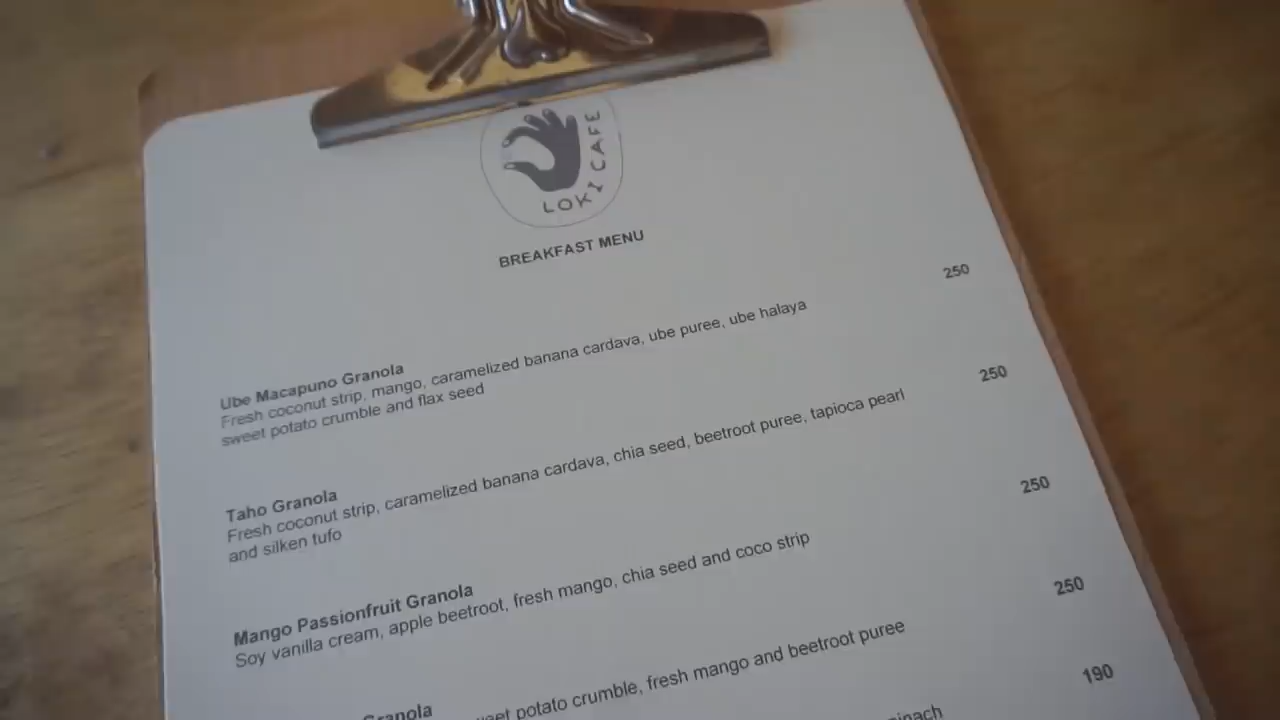 LOKI CAFE
BREAKFAST MENU
Ube Macapuno Granola 250
Fresh coconut strip, mango, caramelized banana cardava, ube puree, ube halaya
sweet potato crumble and flax seed
Taho Granola 250
Fresh coconut strip, caramelized banana cardava, chia seed, beetroot puree, tapioca pearl
and silken tufo
Mango Passionfruit Granola 250
Soy vanilla cream, apple beetroot, fresh mango, chia seed and coco strip
Granola 250
potato crumble, fresh mango and beetroot puree
190